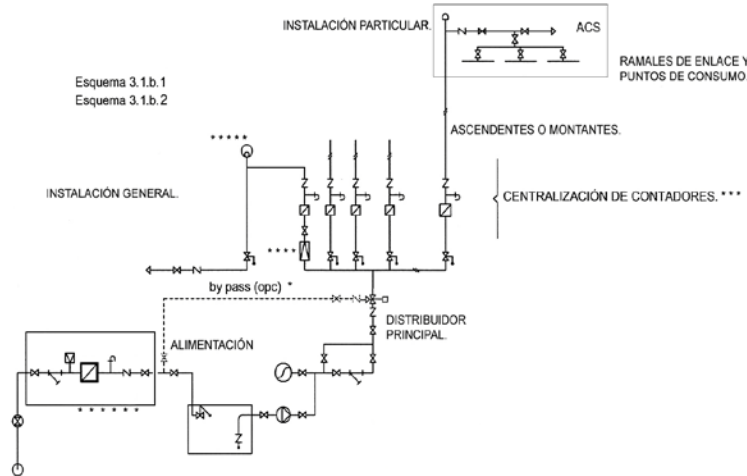 INSTALACIÓN PARTICULAR.
ACS
RAMALES DE ENLACE Y
PUNTOS DE CONSUMO.
Esquema 3.1.b.1
Esquema 3.1.b.2
ASCENDENTES O MONTANTES.
* * * * *
INSTALACIÓN GENERAL.
CENTRALIZACIÓN DE CONTADORES. * * *
* * * *
by pass (opc) *
DISTRIBUIDOR
PRINCIPAL.
ALIMENTACIÓN
* * * * * *